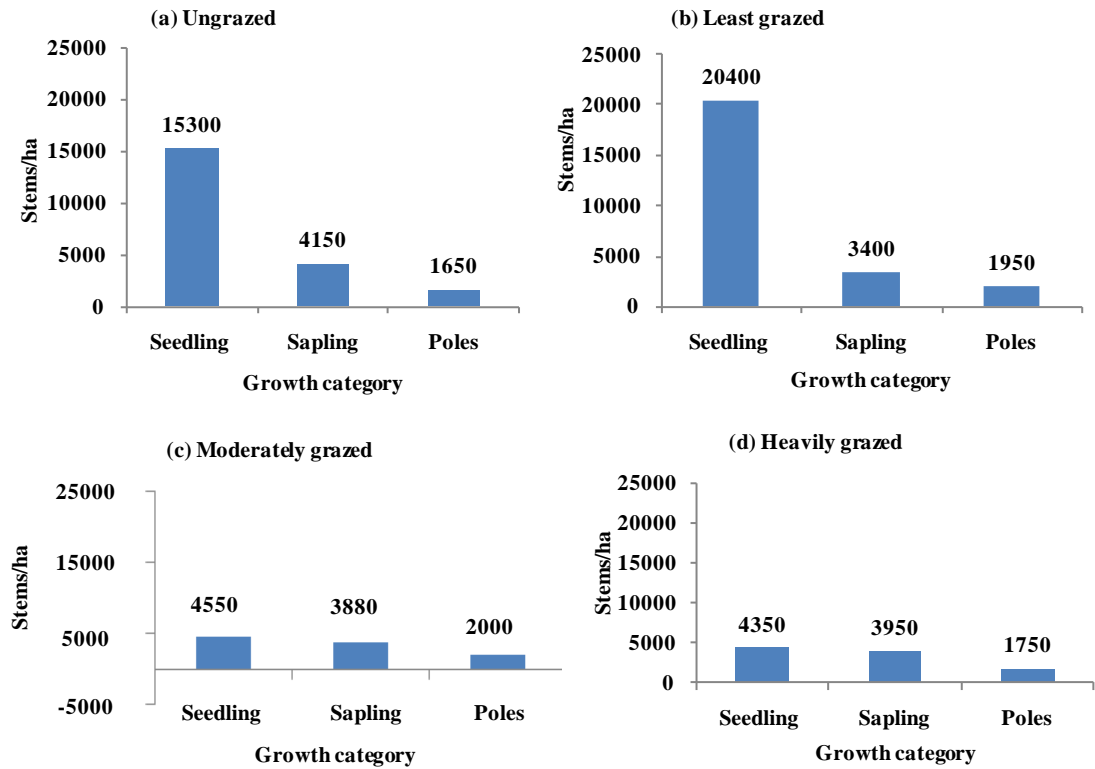 (a) Ungrazed
25000
20000
15000
10000
5000
0
Stems/ha
15300
4150
1650
Seedling Sapling Poles
Growth category
(b) Least grazed
25000
20000
15000
10000
5000
0
Stems/ha
20400
3400
1950
Seedling Sapling Poles
Growth category
(c) Moderately grazed
25000
15000
5000
-5000
Stems/ha
4550
3880
2000
Seedling Sapling Poles
Growth category
(d) Heavily grazed
25000
20000
15000
10000
5000
0
Stems/ha
4350
3950
1750
Seedling Sapling Poles
Growth category